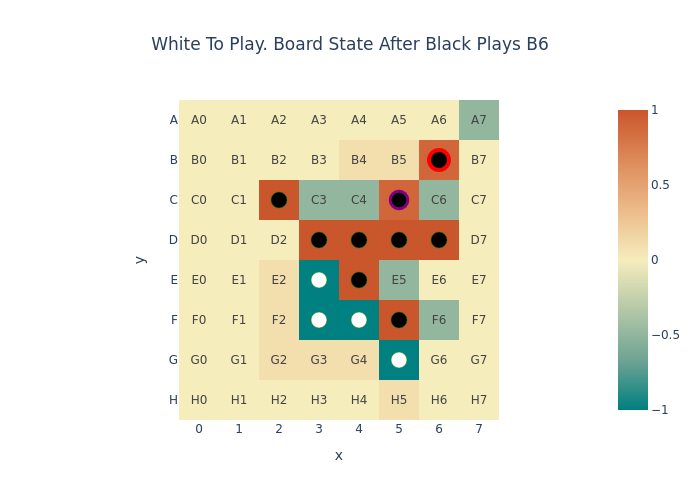 White To Play. Board State After Black Plays B6
A A0 A1 A2 A3 A4 A5 A6 A7
B B0 B1 B2 B3 B4 B5 B7
C C0 C1 C3 C4 C6 C7
D D0 D1 D2 D7
E E0 E1 E2 E5 E6 E7
F F0 F1 F2 F6 F7
G G0 G1 G2 G3 G4 G6 G7
H H0 H1 H2 H3 H4 H5 H6 H7
0 1 2 3 4 5 6 7
x
y
1
0.5
0
−0.5
−1